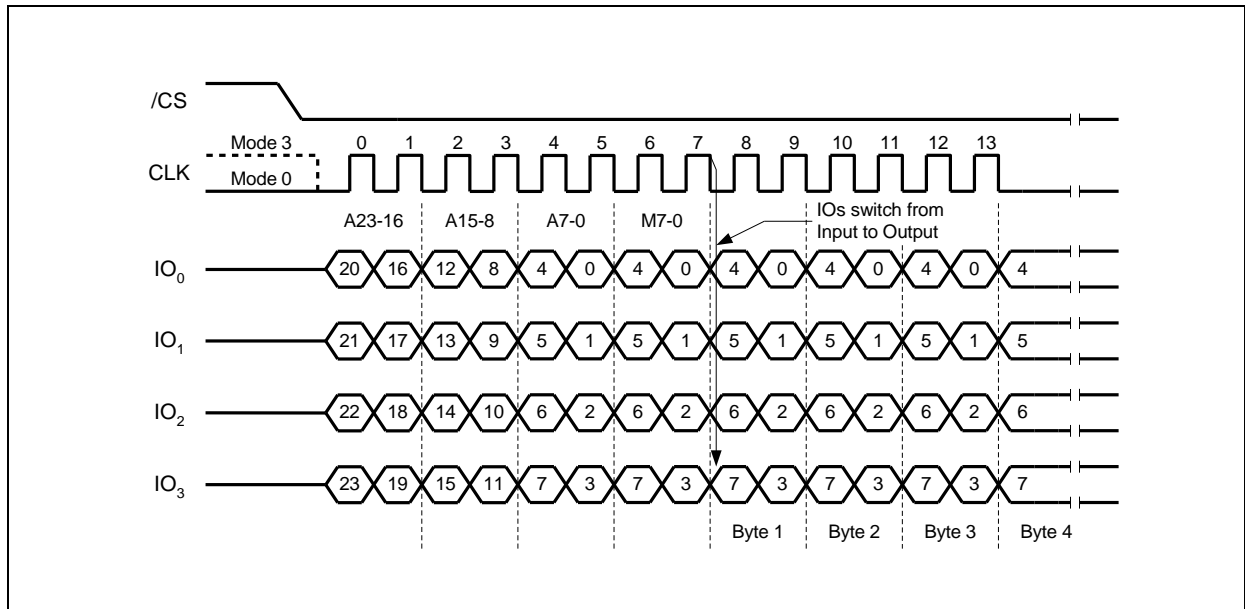 /CS
Mode 3 0 1 2 3 4 5 6 7 8 9 10 11 12 13
CLK
Mode 0
A23-16 A15-8 A7-0 M7-0 IOs switch from
Input to Output
IO0 20 16 12 8 4 0 4 0 4 0 4 0 4 0 4
IO1 21 17 13 9 5 1 5 1 5 1 5 1 5 1 5
IO2 22 18 14 10 6 2 6 2 6 2 6 2 6 2 6
IO3 23 19 15 11 7 3 7 3 7 3 7 3 7 3 7
Byte 1 Byte 2 Byte 3 Byte 4